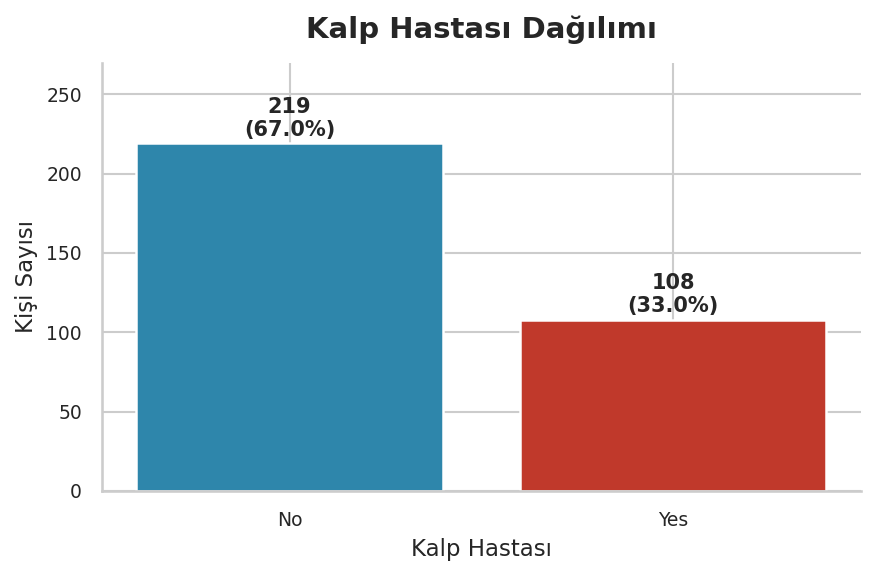 Kalp Hastası Dağılımı
Kişi Sayısı
250
200
150
100
50
0
219
(67.0%)
108
(33.0%)
No
Yes
Kalp Hastası